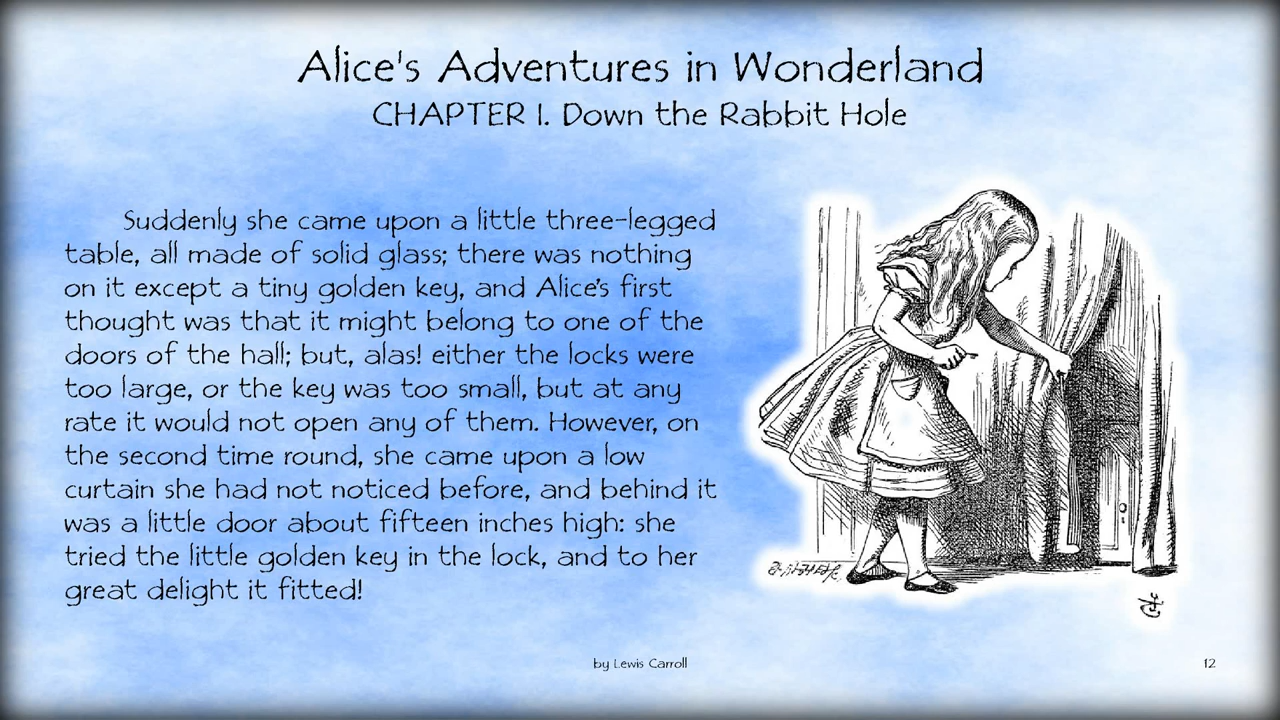 Alice's Adventures in Wonderland
CHAPTER I. Down the Rabbit Hole
Suddenly she came upon a little three-legged
table, all made of solid glass; there was nothing
on it except a tiny golden key, and Alice’s first
thought was that it might belong to one of the
doors of the hall; but, alas! either the locks were
too large, or the key was too small, but at any
rate it would not open any of them. However, on
the second time round, she came upon a low
curtain she had not noticed before, and behind it
was a little door about fifteen inches high: she
tried the little golden key in the lock, and to her
great delight it fitted!
by Lewis Carroll
12